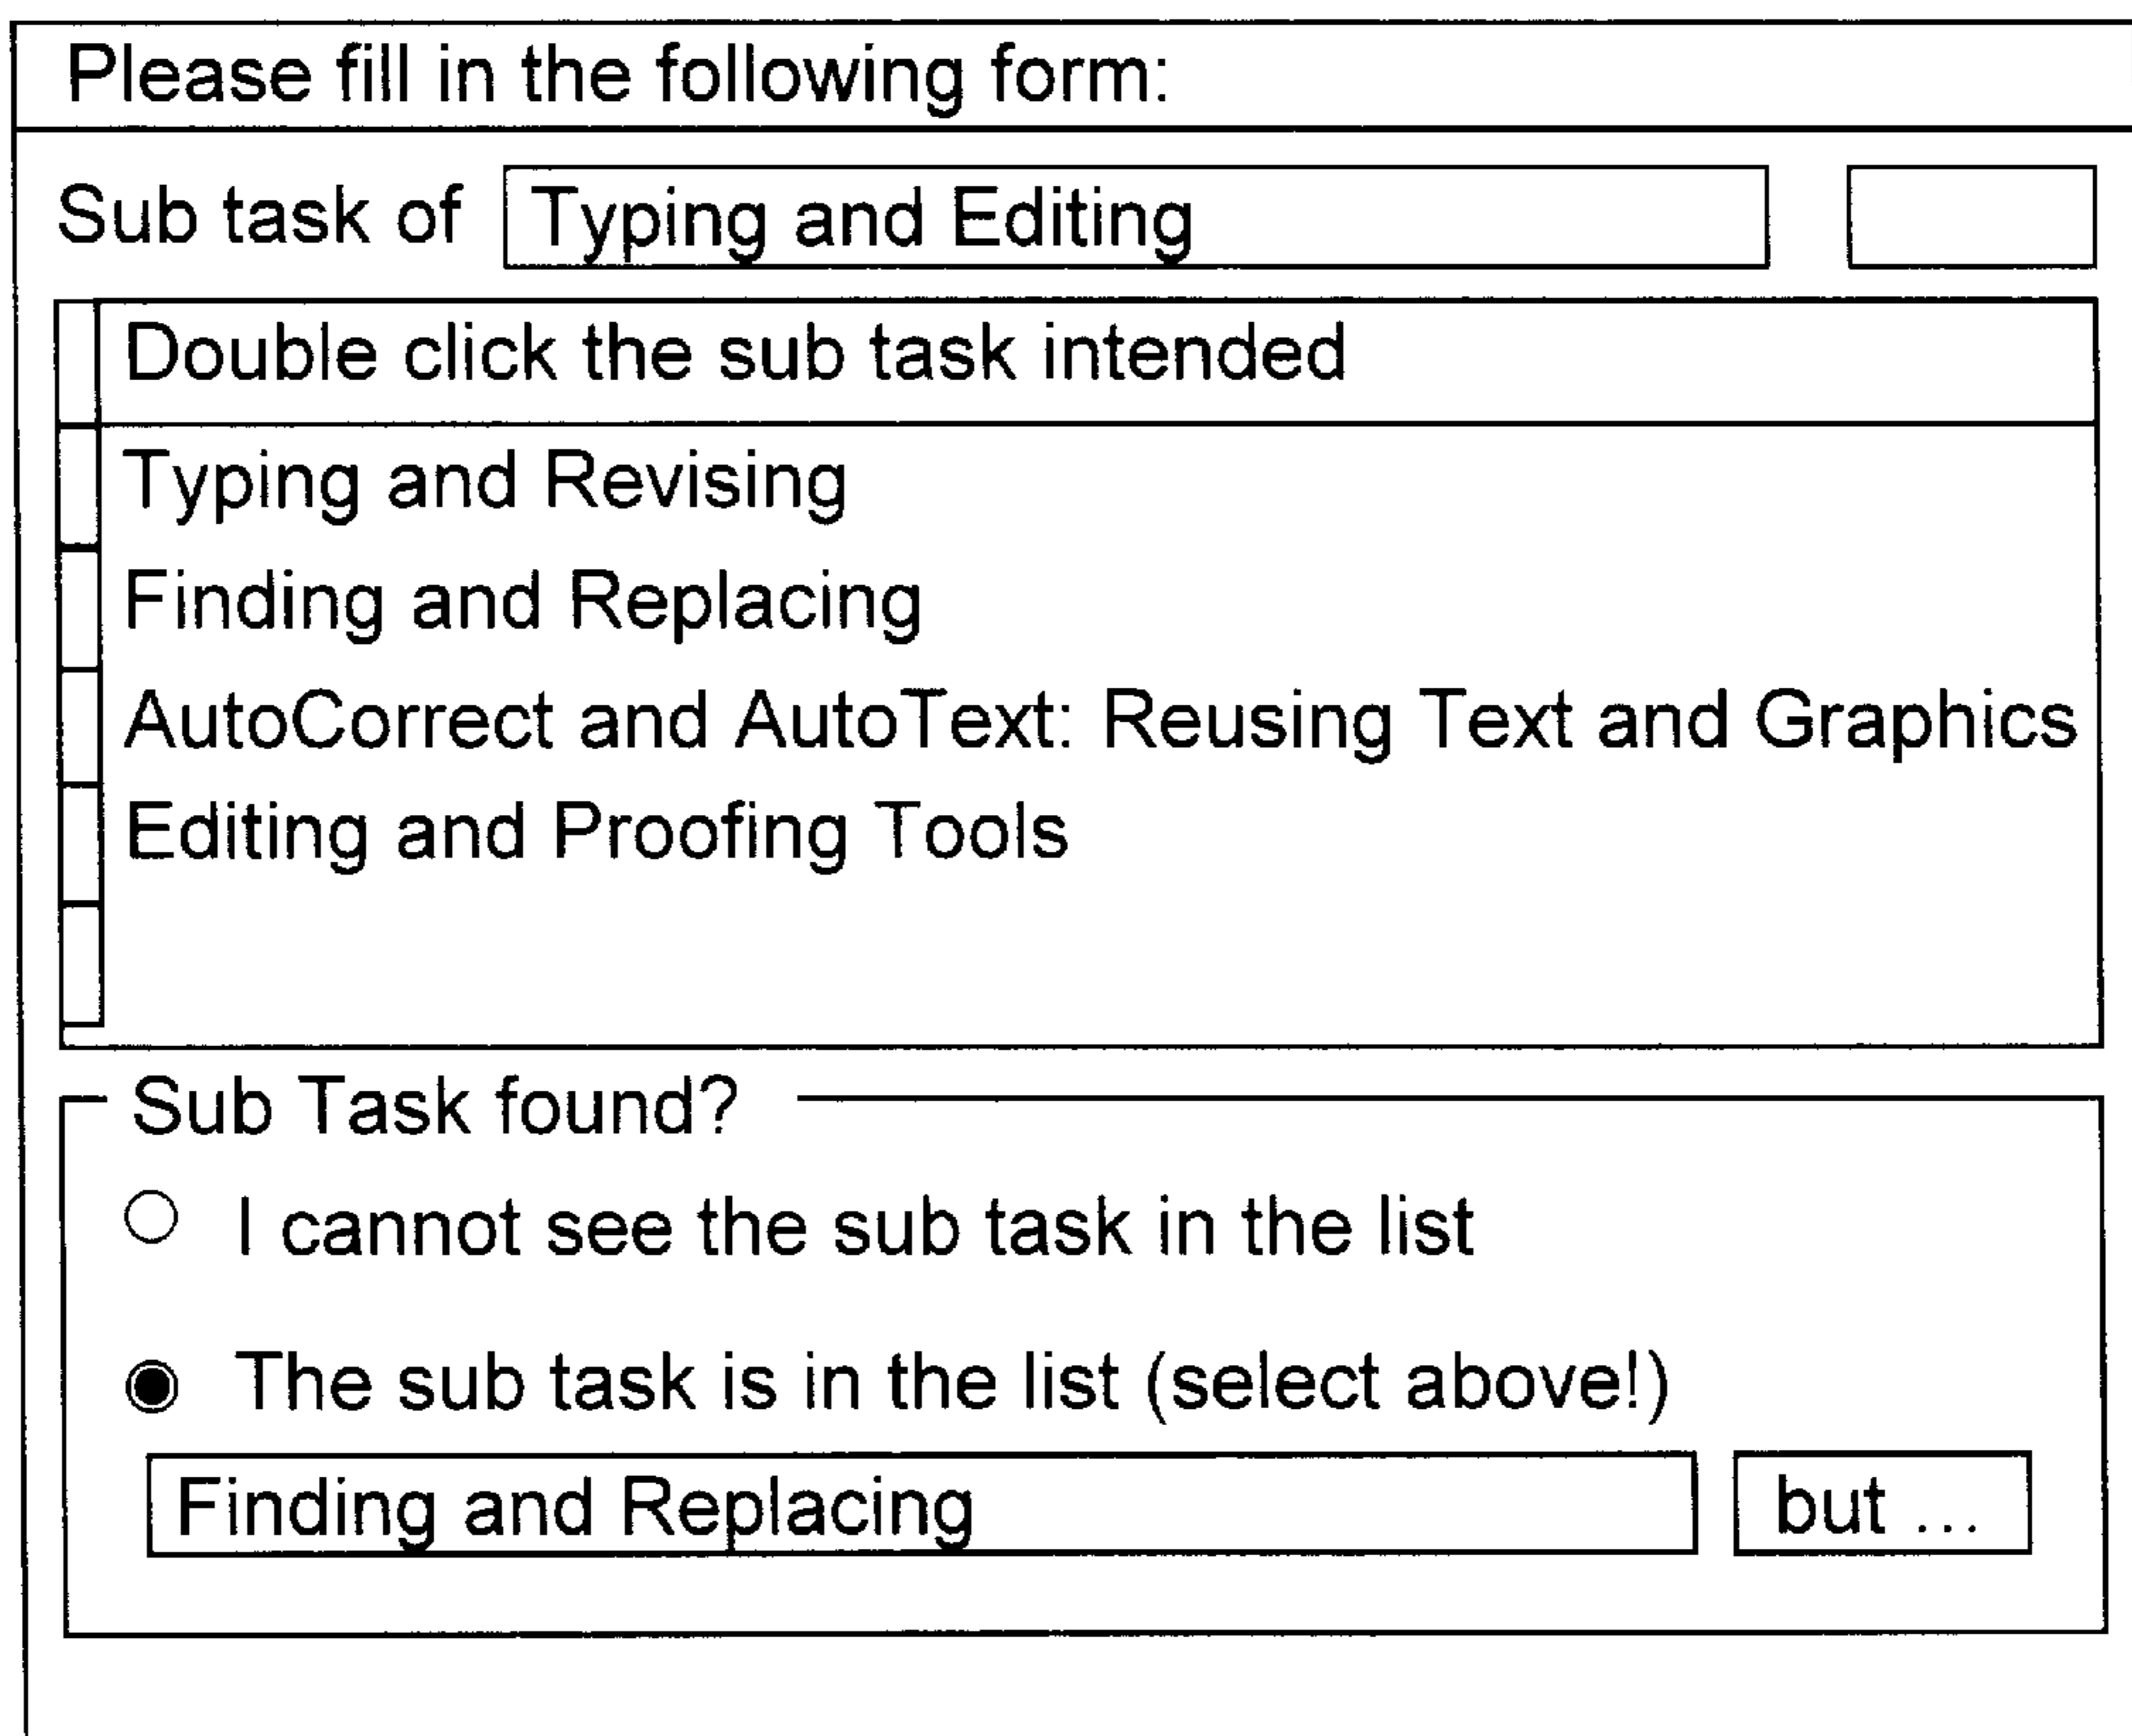 Please fill in the following form:
Sub task of Typing and Editing
Double click the sub task intended
Typing and Revising
Finding and Replacing
AutoCorrect and AutoText: Reusing Text and Graphics
Editing and Proofing Tools
Sub Task found?
I cannot see the sub task in the list
The sub task is in the list (select above!)
Finding and Replacing but ...